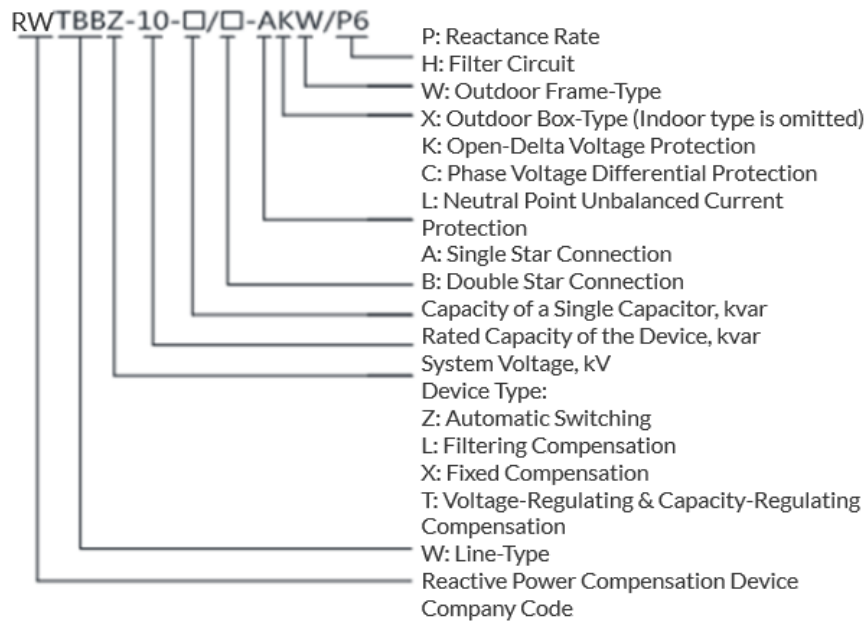 RWTBBZ-10-□/□-AKW/P6
P: Reactance Rate
H: Filter Circuit
W: Outdoor Frame-Type
X: Outdoor Box-Type (Indoor type is omitted)
K: Open-Delta Voltage Protection
C: Phase Voltage Differential Protection
L: Neutral Point Unbalanced Current
Protection
A: Single Star Connection
B: Double Star Connection
Capacity of a Single Capacitor, kvar
Rated Capacity of the Device, kvar
System Voltage, kV
Device Type:
Z: Automatic Switching
L: Filtering Compensation
X: Fixed Compensation
T: Voltage-Regulating & Capacity-Regulating
Compensation
W: Line-Type
Reactive Power Compensation Device
Company Code